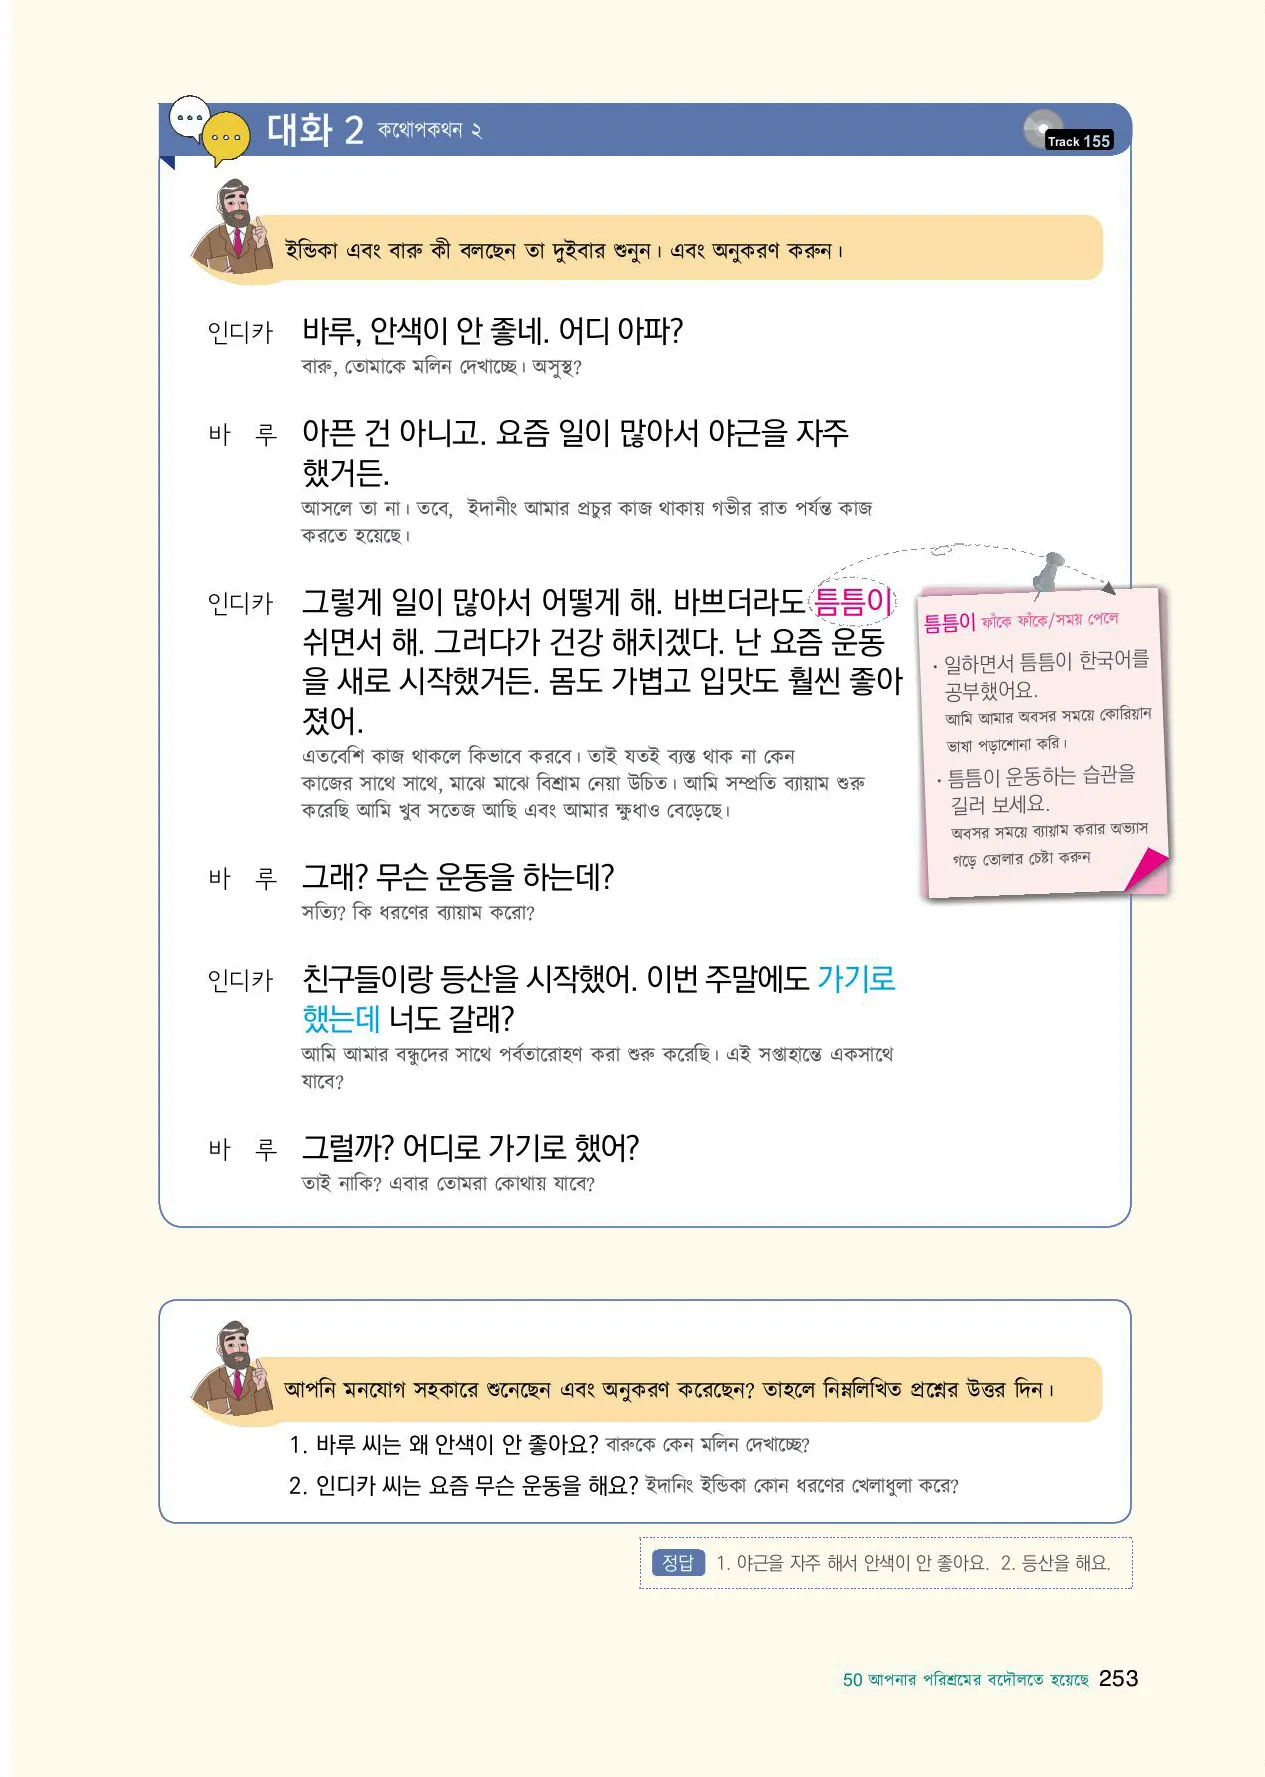 대화 2 কথোপকথন ২
Track 155
ইন্ডিকা এবং বারু কী বলছেন তা দুইবার শুনুন। এবং অনুকরণ করুন।
인디카 바루, 안색이 안 좋네. 어디 아파?
বারু, তোমাকে মলিন দেখাচ্ছে। অসুস্থ?
바 루 아픈 건 아니고. 요즘 일이 많아서 야근을 자주
했거든.
আসলে তা না। তবে, ইদানীং আমার প্রচুর কাজ থাকায় গভীর রাত পর্যন্ত কাজ
করতে হয়েছে।
인디카 그렇게 일이 많아서 어떻게 해. 바쁘더라도 틈틈이
쉬면서 해. 그러다가 건강 해치겠다. 난 요즘 운동
을 새로 시작했거든. 몸도 가볍고 입맛도 훨씬 좋아
졌어.
এতবেশি কাজ থাকলে কিভাবে করবে। তাই যতই ব্যস্ত থাক না কেন
কাজের সাথে সাথে, মাঝে মাঝে বিশ্রাম নেয়া উচিত। আমি সম্প্রতি ব্যায়াম শুরু
করেছি আমি খুব সতেজ আছি এবং আমার ক্ষুধাও বেড়েছে।
틈틈이 ফাঁকে ফাঁকে/সময় পেলে
· 일하면서 틈틈이 한국어를
공부했어요.
আমি আমার অবসর সময়ে কোরিয়ান
ভাষা পড়াশোনা করি।
· 틈틈이 운동하는 습관을
길러 보세요.
অবসর সময়ে ব্যায়াম করার অভ্যাস
গড়ে তোলার চেষ্টা করুন
바 루 그래? 무슨 운동을 하는데?
সত্যি? কি ধরণের ব্যায়াম করো?
인디카 친구들이랑 등산을 시작했어. 이번 주말에도 가기로
했는데 너도 갈래?
আমি আমার বন্ধুদের সাথে পর্বতারোহণ করা শুরু করেছি। এই সপ্তাহান্তে একসাথে
যাবে?
바 루 그럴까? 어디로 가기로 했어?
তাই নাকি? এবার তোমরা কোথায় যাবে?
আপনি মনযোগ সহকারে শুনেছেন এবং অনুকরণ করেছেন? তাহলে নিম্নলিখিত প্রশ্নের উত্তর দিন।
1. 바루 씨는 왜 안색이 안 좋아요? বারুকে কেন মলিন দেখাচ্ছে?
2. 인디카 씨는 요즘 무슨 운동을 해요? ইদানিং ইন্ডিকা কোন ধরণের খেলাধুলা করে?
정답 1. 야근을 자주 해서 안색이 안 좋아요. 2. 등산을 해요.
50 আপনার পরিশ্রমের বদৌলতে হয়েছে 253